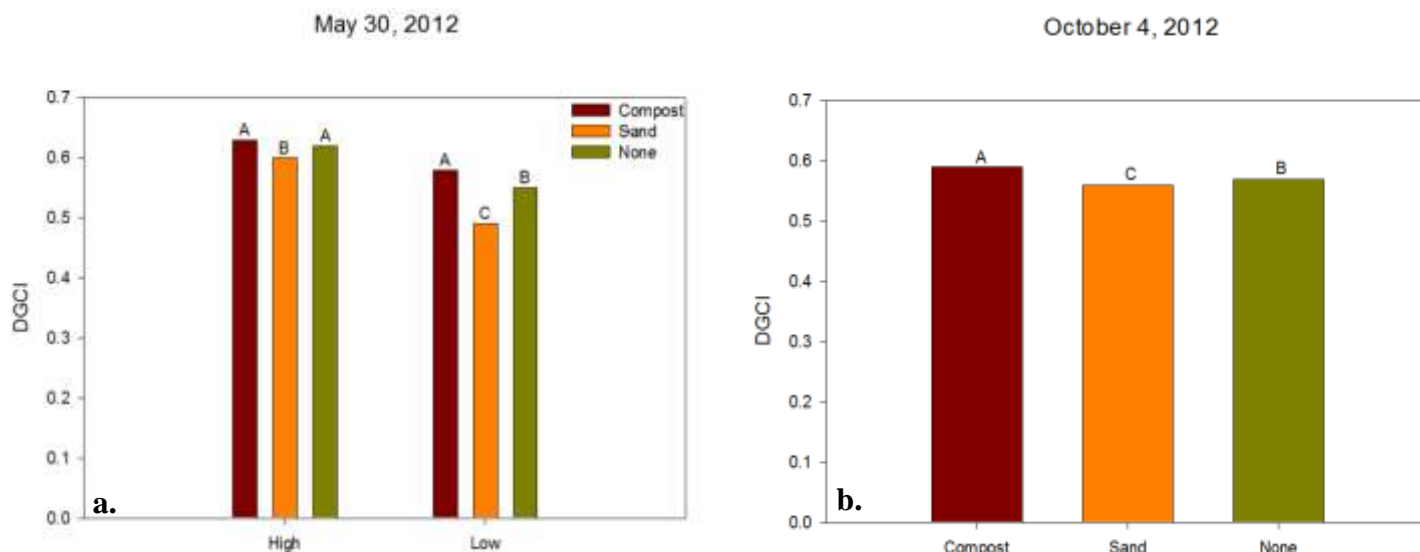 May 30, 2012
0.7
0.6
0.5
0.4
0.3
0.2
0.1
0.0
DGCI
A
B
A
A
C
B
Compost
Sand
None
a.
High
Low
October 4, 2012
0.7
0.6
0.5
0.4
0.3
0.2
0.1
0.0
DGCI
A
C
B
b.
Compost
Sand
None